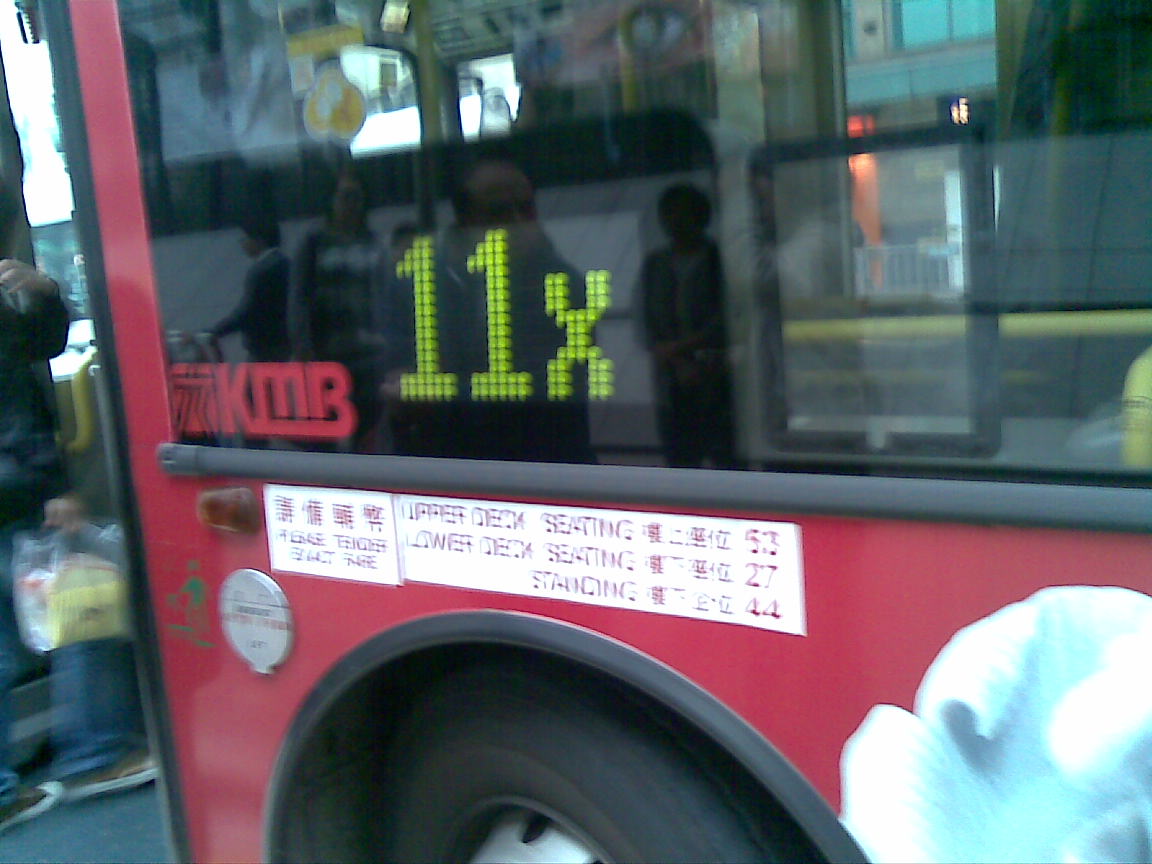 11x
KMB
請備輔幣
PLEASE TENDER
EXACT FARE
UPPER DECK SEATING 樓上座位 53
LOWER DECK SEATING 樓下座位 27
STANDING 樓下企位 44